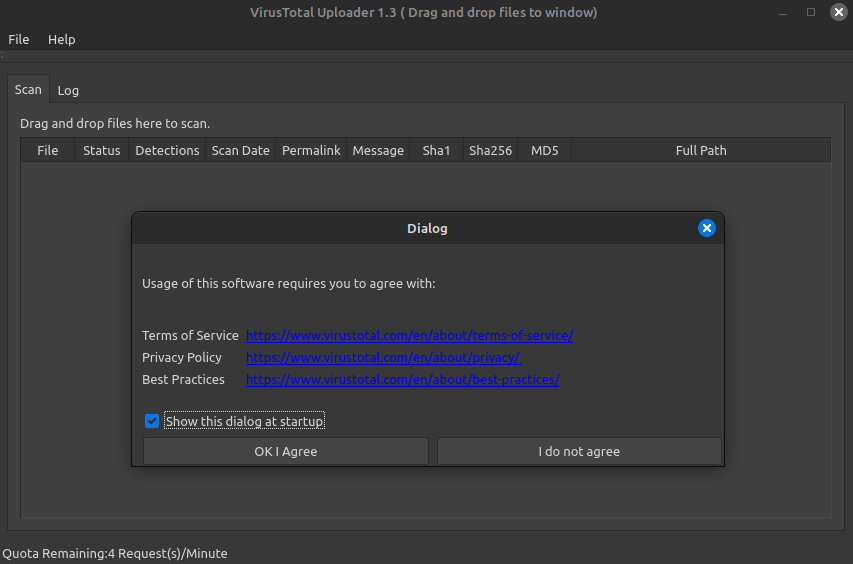 VirusTotal Uploader 1.3 ( Drag and drop files to window)
File Help
Scan Log
Drag and drop files here to scan.
File Status Detections Scan Date Permalink Message Sha1 Sha256 MD5 Full Path
Dialog
Usage of this software requires you to agree with:
Terms of Service https://www.virustotal.com/en/about/terms-of-service/
Privacy Policy https://www.virustotal.com/en/about/privacy/
Best Practices https://www.virustotal.com/en/about/best-practices/
Show this dialog at startup
OK I Agree I do not agree
Quota Remaining:4 Request(s)/Minute